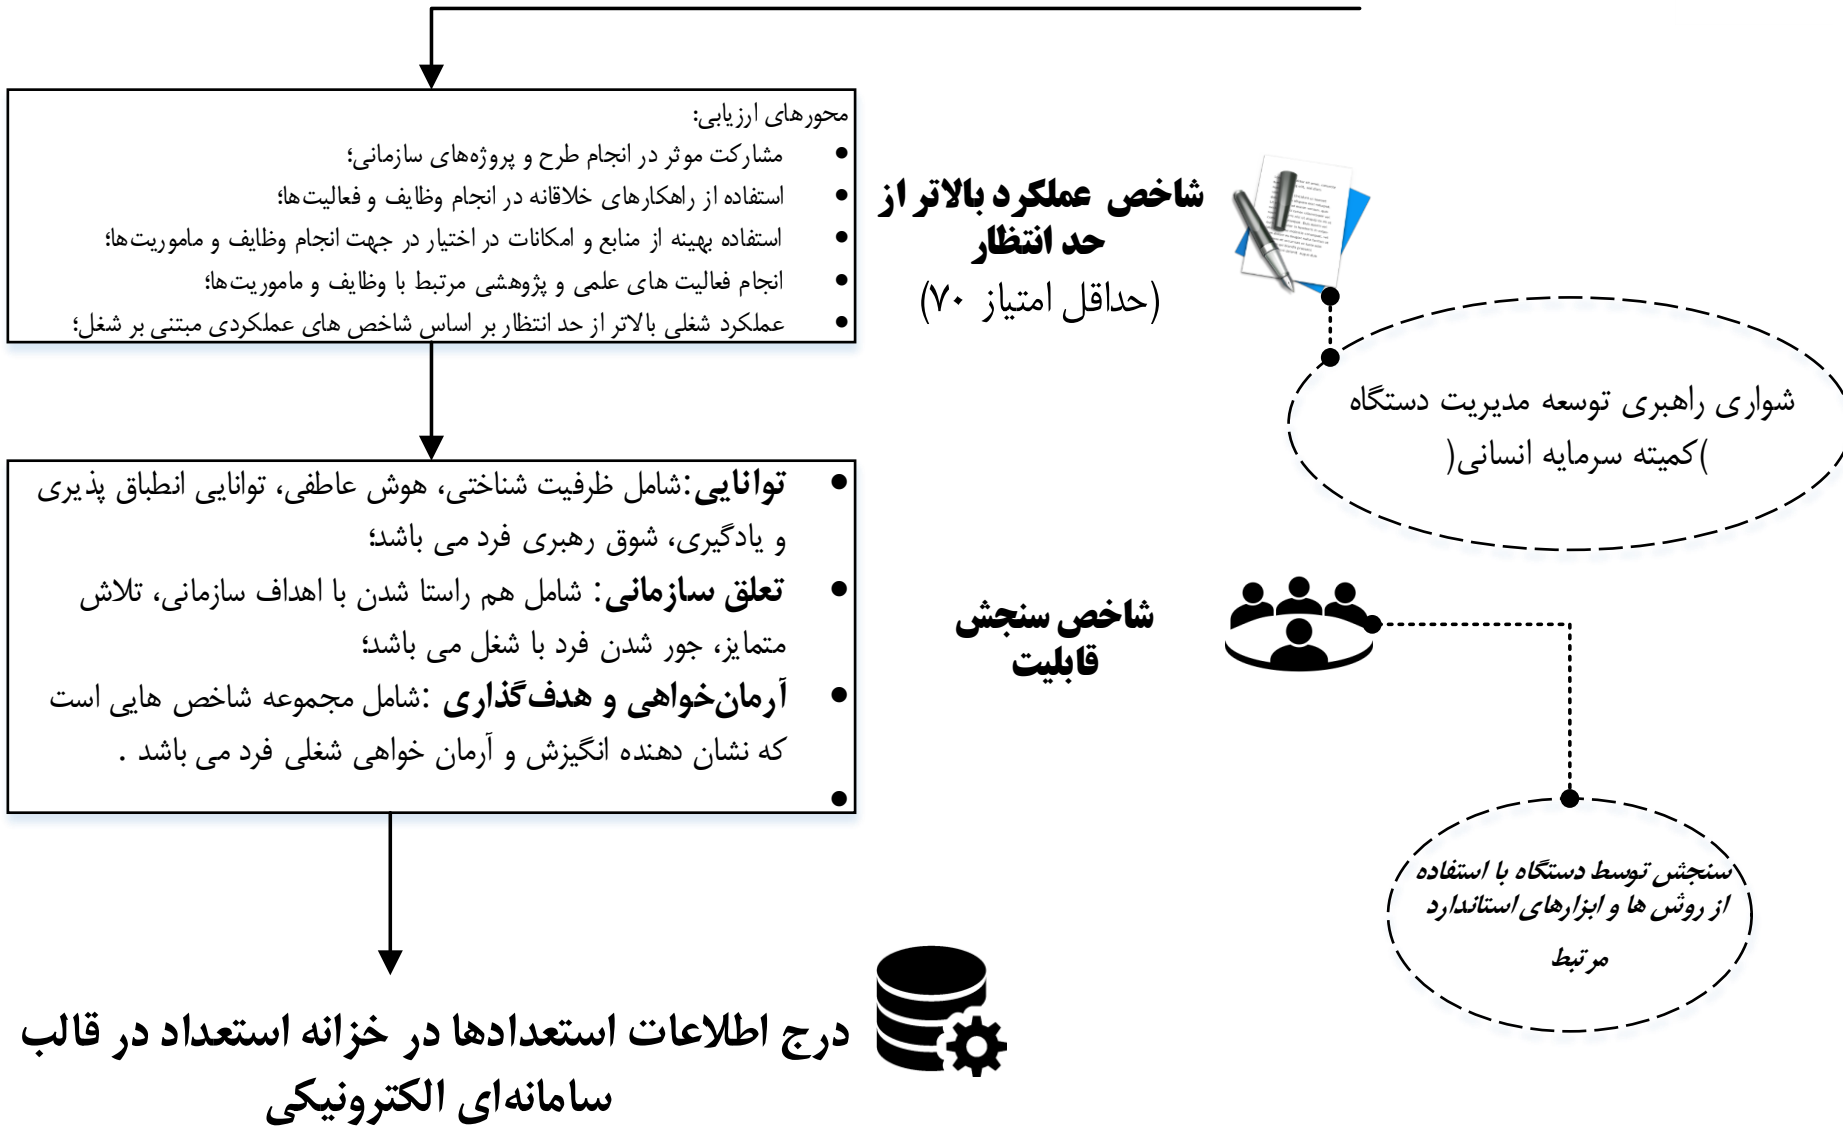 محورهای ارزیابی:
● مشارکت موثر در انجام طرح و پروژه‌های سازمانی؛
● استفاده از راهکارهای خلاقانه در انجام وظایف و فعالیت‌ها؛
● استفاده بهینه از منابع و امکانات در اختیار در جهت انجام وظایف و ماموریت‌ها؛
● انجام فعالیت های علمی و پژوهشی مرتبط با وظایف و ماموریت‌ها؛
● عملکرد شغلی بالاتر از حد انتظار بر اساس شاخص های عملکردی مبتنی بر شغل؛
شاخص عملکرد بالاتر از
حد انتظار
(حداقل امتیاز ۷۰)
شواری راهبری توسعه مدیریت دستگاه
)کمیته سرمایه انسانی(
● توانایی:شامل ظرفیت شناختی، هوش عاطفی، توانایی انطباق پذیری
و یادگیری، شوق رهبری فرد می باشد؛
● تعلق سازمانی: شامل هم راستا شدن با اهداف سازمانی، تلاش
متمایز، جور شدن فرد با شغل می باشد؛
● آرمان‌خواهی و هدف‌گذاری :شامل مجموعه شاخص هایی است
که نشان دهنده انگیزش و آرمان خواهی شغلی فرد می باشد .
●
شاخص سنجش
قابلیت
سنجش توسط دستگاه با استفاده
از روش ها و ابزارهای استاندارد
مرتبط
درج اطلاعات استعدادها در خزانه استعداد در قالب
سامانه‌ای الکترونیکی